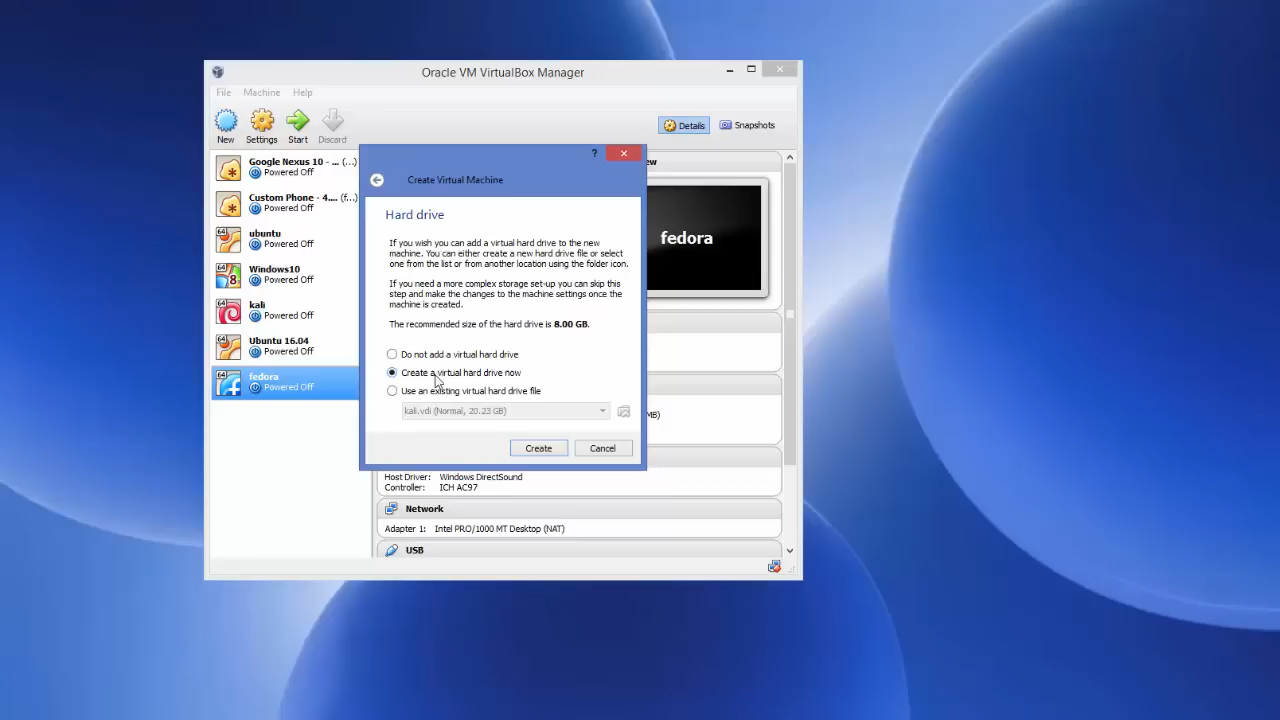 Oracle VM VirtualBox Manager
File Machine Help
New Settings Start Discard
Details Snapshots
Google Nexus 10 - ... (...)
Powered Off
Custom Phone - 4.... (f...)
Powered Off
64
ubuntu
Powered Off
64
Windows10
8
Powered Off
64
kali
Powered Off
64
Ubuntu 16.04
Powered Off
64
fedora
Powered Off
?
Create Virtual Machine
Hard drive
If you wish you can add a virtual hard drive to the new
machine. You can either create a new hard drive file or select
one from the list or from another location using the folder icon.
If you need a more complex storage set-up you can skip this
step and make the changes to the machine settings once the
machine is created.
The recommended size of the hard drive is 8.00 GB.
Do not add a virtual hard drive
Create a virtual hard drive now
Use an existing virtual hard drive file
kali.vdi (Normal, 20.23 GB)
Create Cancel
ew
fedora
MB)
Host Driver: Windows DirectSound
Controller: ICH AC97
Network
Adapter 1: Intel PRO/1000 MT Desktop (NAT)
USB